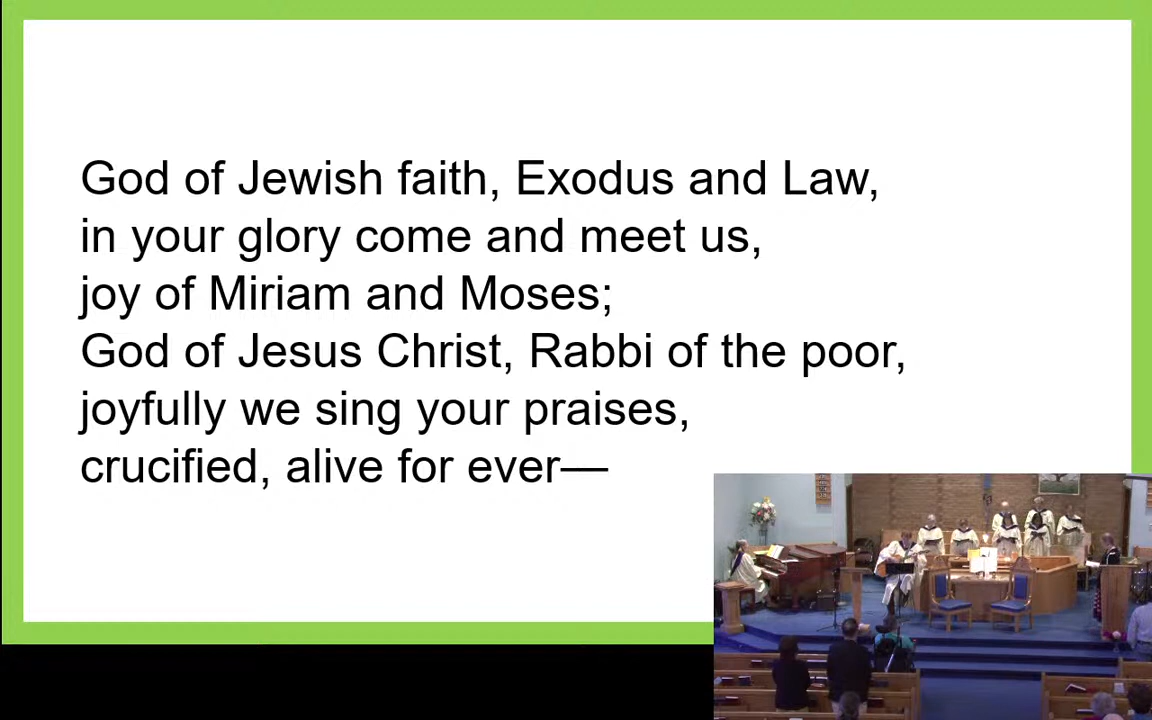 God of Jewish faith, Exodus and Law,
in your glory come and meet us,
joy of Miriam and Moses;
God of Jesus Christ, Rabbi of the poor,
joyfully we sing your praises,
crucified, alive for ever—